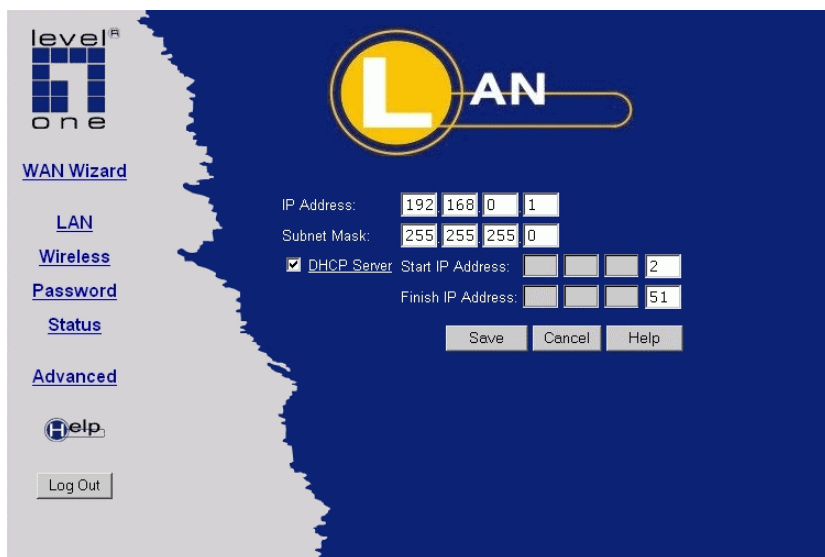 level®
one
WAN Wizard
LAN
Wireless
Password
Status
Advanced
Help
Log Out
LAN
IP Address: 192.168.0.1
Subnet Mask: 255.255.255.0
DHCP Server Start IP Address: 2
Finish IP Address: 51
Save Cancel Help